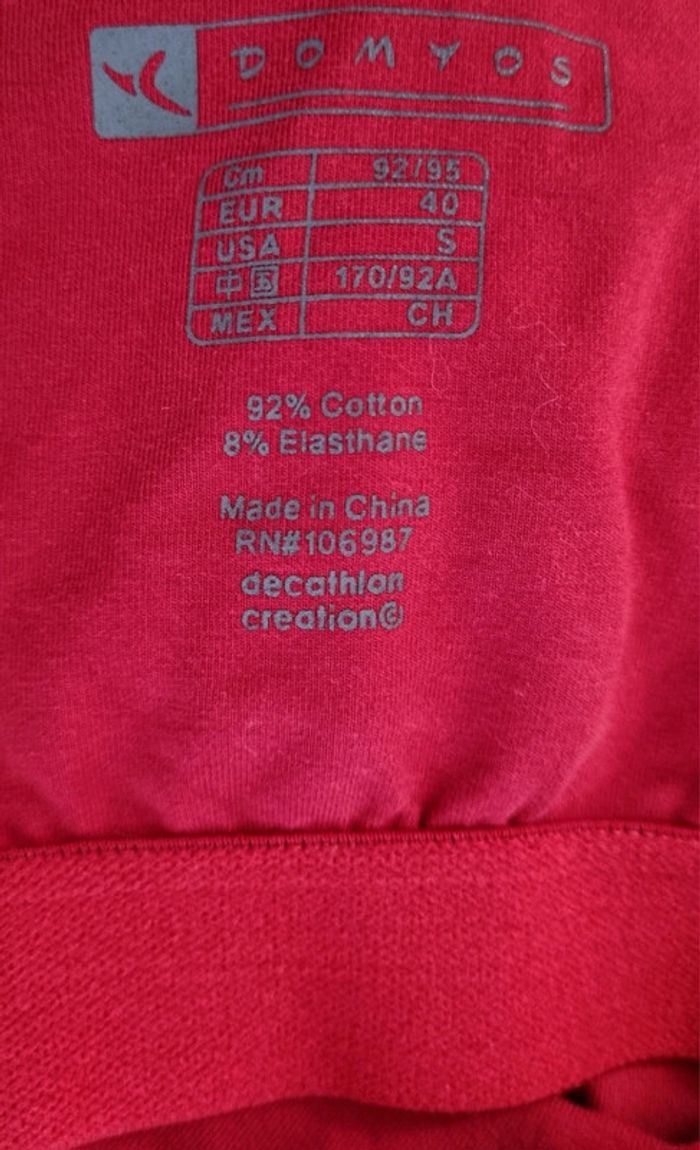 DOMYOS
Cm 92/95
EUR 40
USA S
中国 170/92A
MEX CH
92% Cotton
8% Elasthane
Made in China
RN#106987
decathlon
creation©